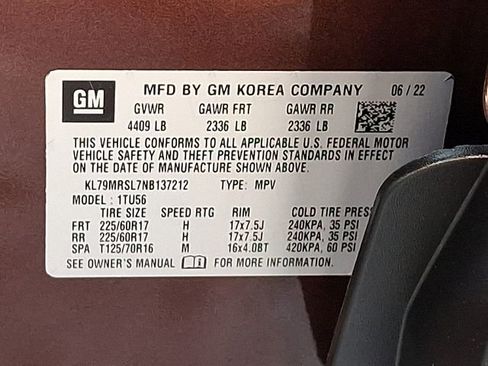 GM
MFD BY GM KOREA COMPANY 06 / 22
GVWR GAWR FRT GAWR RR
4409 LB 2336 LB 2336 LB
THIS VEHICLE CONFORMS TO ALL APPLICABLE U.S. FEDERAL MOTOR
VEHICLE SAFETY AND THEFT PREVENTION STANDARDS IN EFFECT
ON THE DATE OF MANUFACTURE SHOWN ABOVE.
KL79MRSL7NB137212 TYPE: MPV
MODEL : 1TU56
TIRE SIZE SPEED RTG RIM COLD TIRE PRESS
FRT 225/60R17 H 17x7.5J 240KPA, 35 PSI
RR 225/60R17 H 17x7.5J 240KPA, 35 PSI
SPA T125/70R16 M 16x4.0BT 420KPA, 60 PSI
SEE OWNER'S MANUAL FOR MORE INFORMATION.